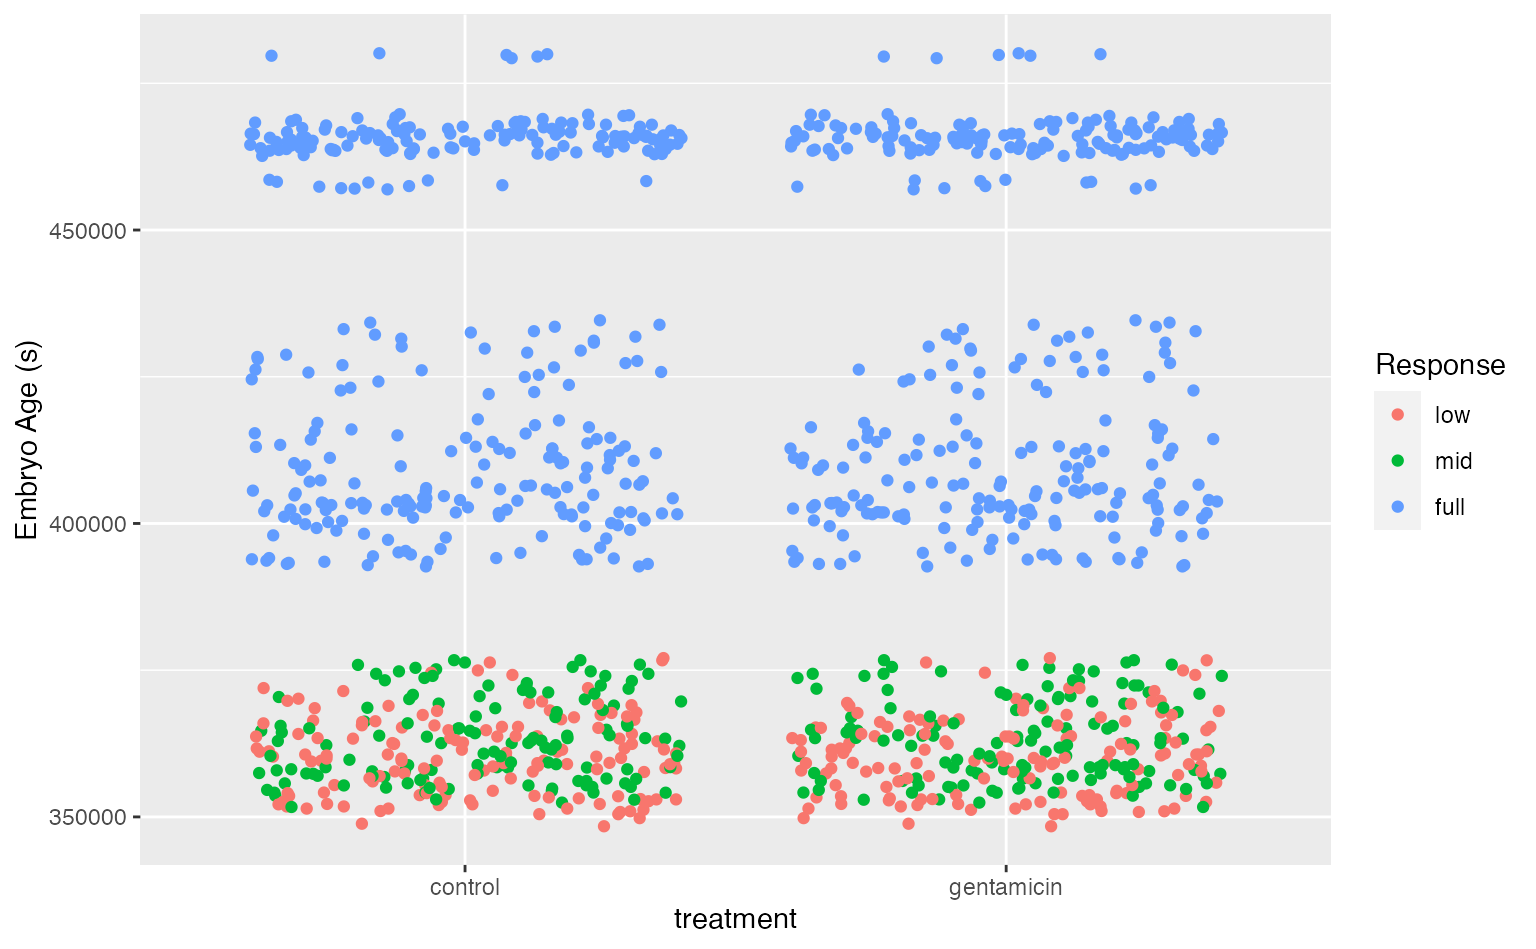 Embryo Age (s)
450000
400000
350000
control
gentamicin
treatment
Response
low
mid
full